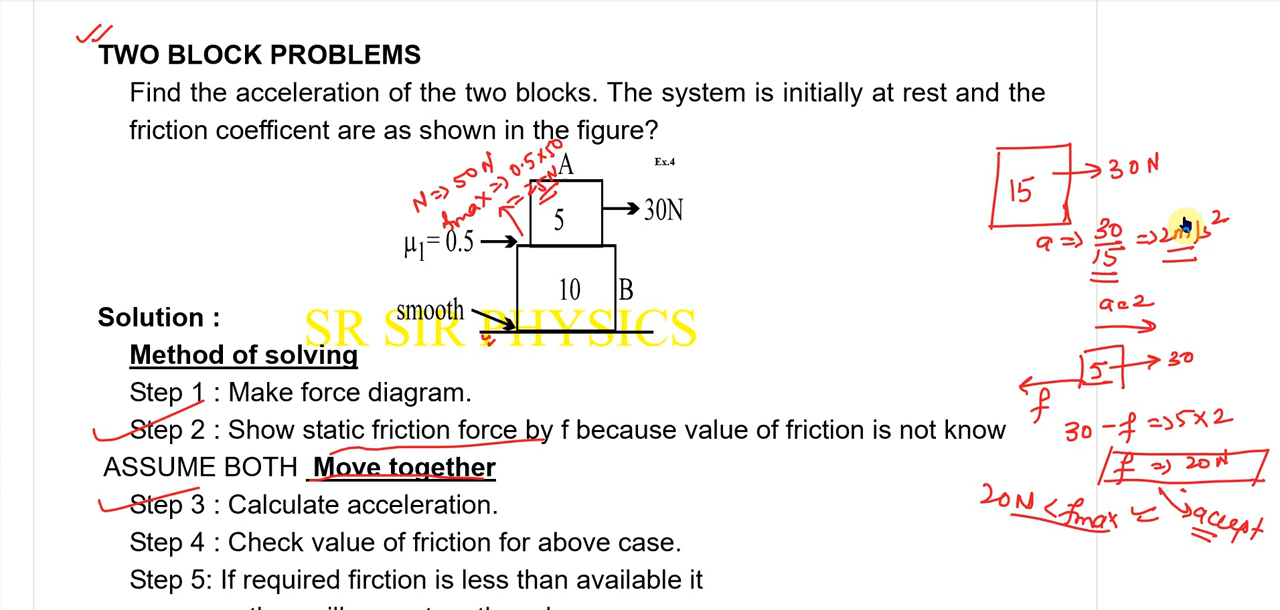 TWO BLOCK PROBLEMS
Find the acceleration of the two blocks. The system is initially at rest and the
friction coefficent are as shown in the figure?
Ex.4
A
N => 50 N
fmax => 0.5 x 50
= 25N
5
30N
μ1= 0.5
10
B
smooth
SR SIR PHYSICS
15
30N
a => 30/15 => 2m/s2
a = 2
5
30
f
30 - f => 5 x 2
f => 20 N
20N < fmax
accept
Solution :
Method of solving
Step 1 : Make force diagram.
Step 2 : Show static friction force by f because value of friction is not know
ASSUME BOTH Move together
Step 3 : Calculate acceleration.
Step 4 : Check value of friction for above case.
Step 5: If required firction is less than available it